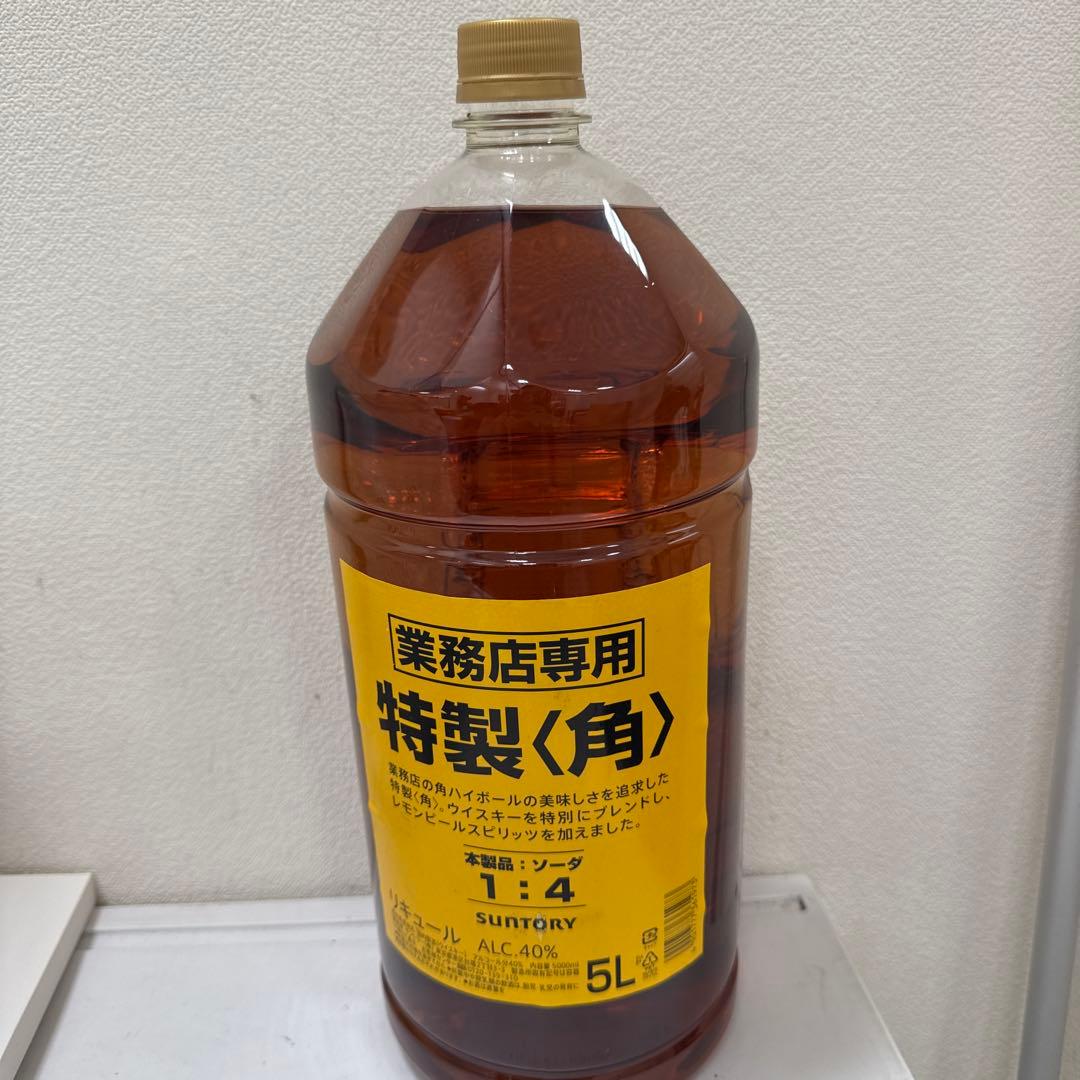 業務店専用
特製〈角〉
業務店の角ハイボールの美味しさを追求した
特製〈角〉。ウイスキーを特別にブレンドし、
レモンピールスピリッツを加えました。
本製品：ソーダ
1：4
SUNTORY
リキュール ALC.40%
5L